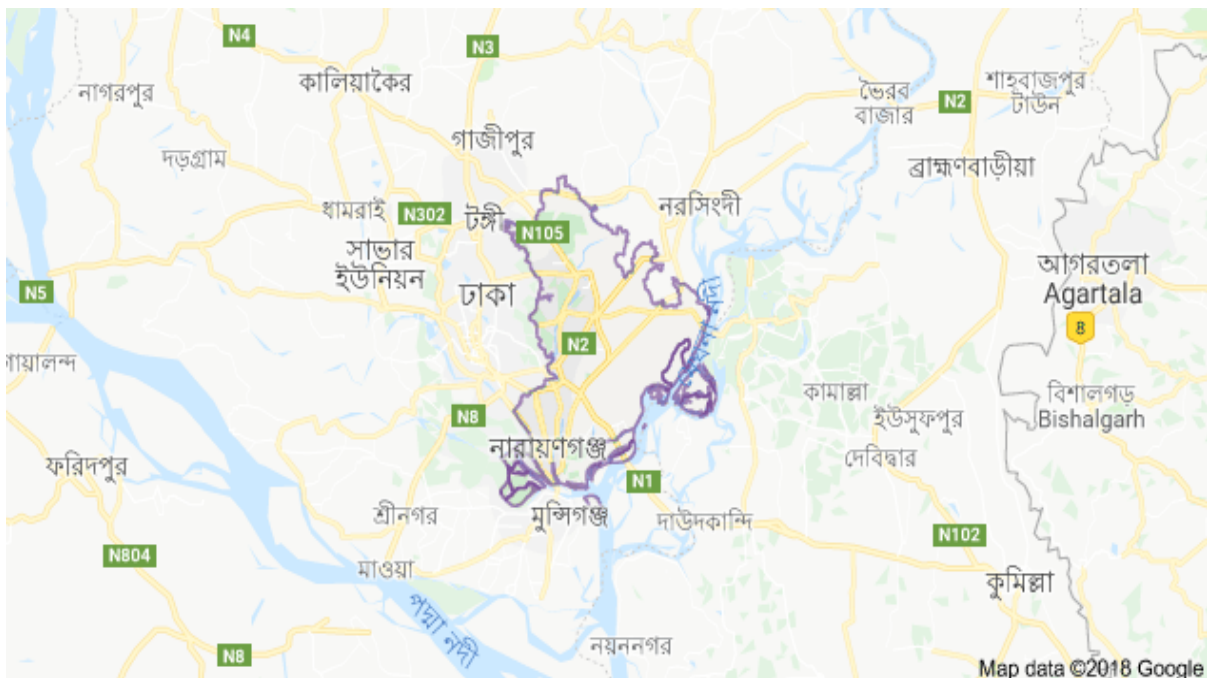 N4
N3
নাগরপুর
কালিয়াকৈর
ভৈরব
বাজার
N2
শাহবাজপুর
টাউন
গাজীপুর
দড়গ্রাম
ব্রাহ্মণবাড়ীয়া
ধামরাই
N302
টঙ্গী
N105
নরসিংদী
সাভার
ইউনিয়ন
ঢাকা
আগরতলা
Agartala
N5
8
N2
গোয়ালন্দ
কামাল্লা
বিশালগড়
Bishalgarh
N8
ইউসুফপুর
নারায়ণগঞ্জ
দেবিদ্বার
ফরিদপুর
N1
শ্রীনগর
মুন্সিগঞ্জ
দাউদকান্দি
N102
N804
মাওয়া
কুমিল্লা
পদ্মা নদী
নয়নগর
N8
Map data ©2018 Google